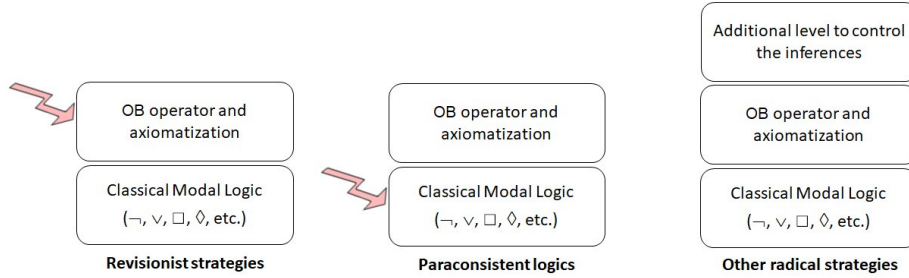 OB operator and
axiomatization
Classical Modal Logic
(¬, ∨, □, ◊, etc.)
Revisionist strategies
OB operator and
axiomatization
Classical Modal Logic
(¬, ∨, □, ◊, etc.)
Paraconsistent logics
Additional level to control
the inferences
OB operator and
axiomatization
Classical Modal Logic
(¬, ∨, □, ◊, etc.)
Other radical strategies